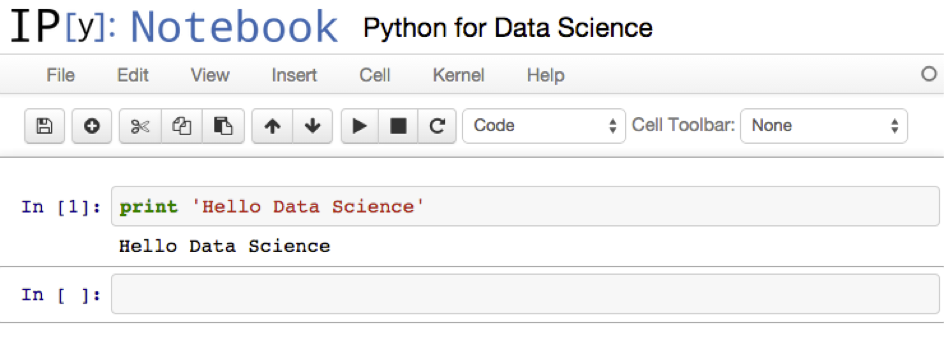 IP[y]: Notebook Python for Data Science
File Edit View Insert Cell Kernel Help
Code Cell Toolbar: None
In [1]: print 'Hello Data Science'
Hello Data Science
In [ ]: